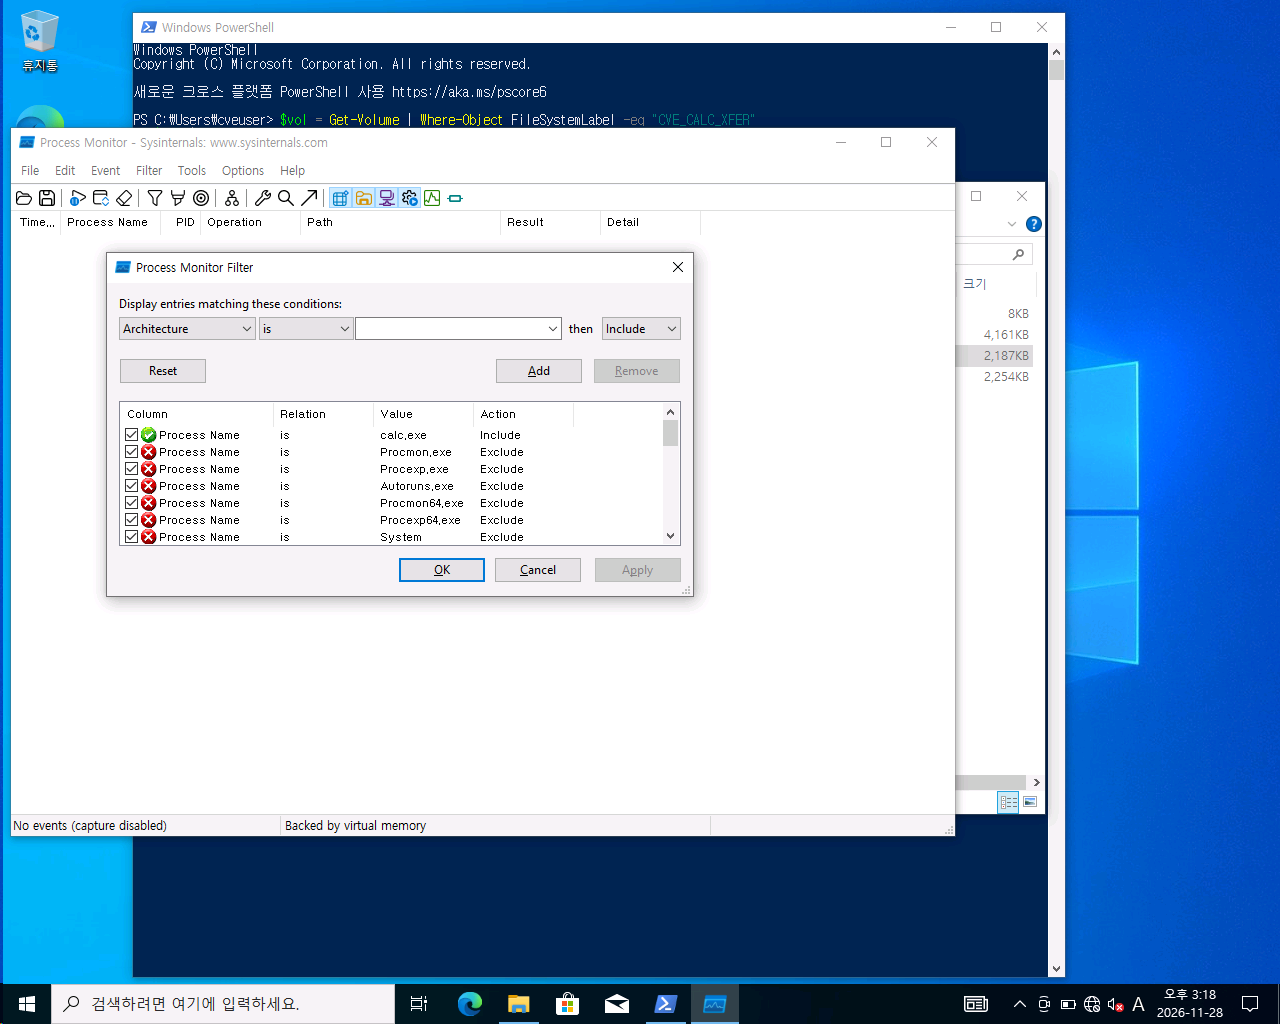 휴지통
Windows PowerShell
Windows PowerShell
Copyright (C) Microsoft Corporation. All rights reserved.
새로운 크로스 플랫폼 PowerShell 사용 https://aka.ms/pscore6
PS C:₩Users₩cveuser> $vol = Get-Volume | Where-Object FileSystemLabel -eq "CVE_CALC_XFER"
Process Monitor - Sysinternals: www.sysinternals.com
File Edit Event Filter Tools Options Help
Time... Process Name PID Operation Path Result Detail
Process Monitor Filter
Display entries matching these conditions:
Architecture is then Include
Reset Add Remove
Column Relation Value Action
Process Name is calc.exe Include
Process Name is Procmon.exe Exclude
Process Name is Procexp.exe Exclude
Process Name is Autoruns.exe Exclude
Process Name is Procmon64.exe Exclude
Process Name is Procexp64.exe Exclude
Process Name is System Exclude
OK Cancel Apply
크기
8KB
4,161KB
2,187KB
2,254KB
No events (capture disabled) Backed by virtual memory
검색하려면 여기에 입력하세요.
A
오후 3:18
2026-11-28